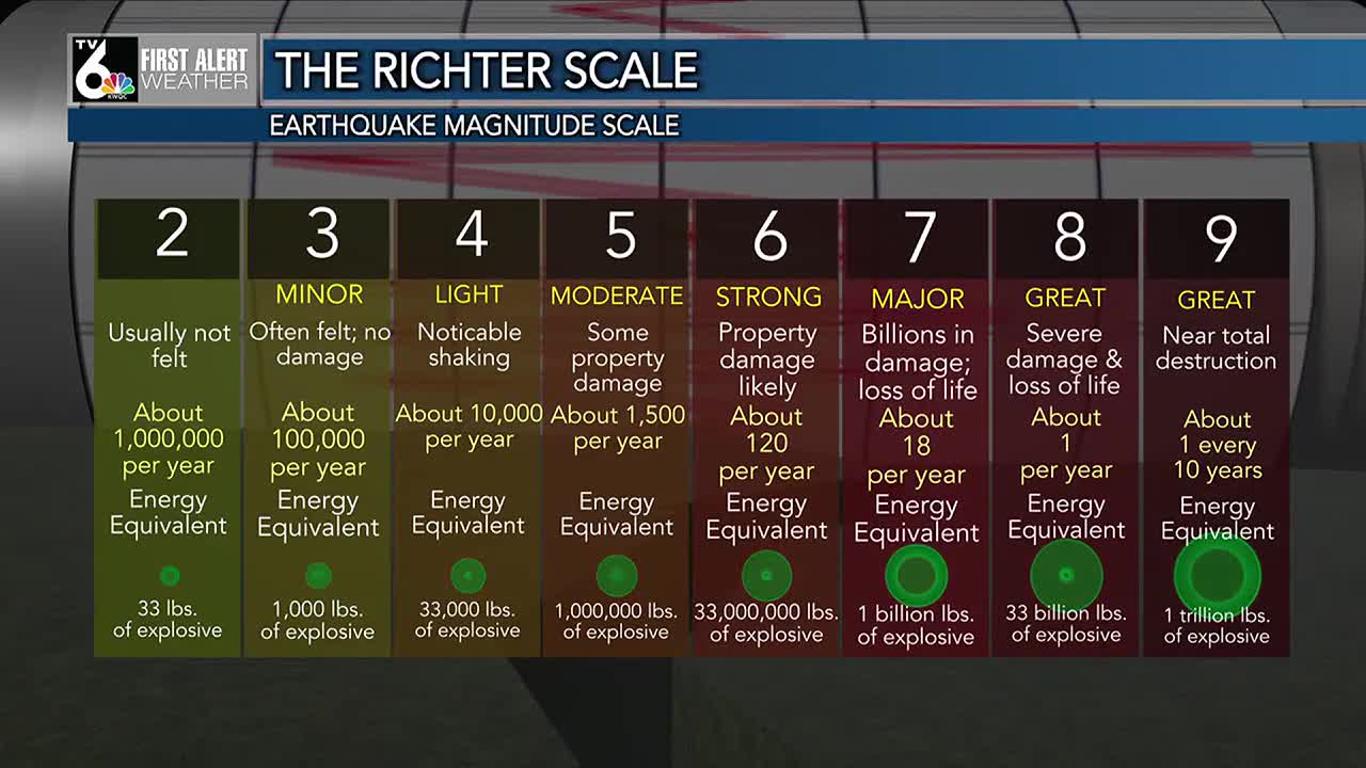 TV
6
KWQC
FIRST ALERT
WEATHER
THE RICHTER SCALE
EARTHQUAKE MAGNITUDE SCALE
2
Usually not
felt
About
1,000,000
per year
Energy
Equivalent
33 lbs.
of explosive
3
MINOR
Often felt; no
damage
About
100,000
per year
Energy
Equivalent
1,000 lbs.
of explosive
4
LIGHT
Noticable
shaking
About 10,000
per year
Energy
Equivalent
33,000 lbs.
of explosive
5
MODERATE
Some
property
damage
About 1,500
per year
Energy
Equivalent
1,000,000 lbs.
of explosive
6
STRONG
Property
damage
likely
About
120
per year
Energy
Equivalent
33,000,000 lbs.
of explosive
7
MAJOR
Billions in
damage;
loss of life
About
18
per year
Energy
Equivalent
1 billion lbs.
of explosive
8
GREAT
Severe
damage &
loss of life
About
1
per year
Energy
Equivalent
33 billion lbs.
of explosive
9
GREAT
Near total
destruction
About
1 every
10 years
Energy
Equivalent
1 trillion lbs.
of explosive